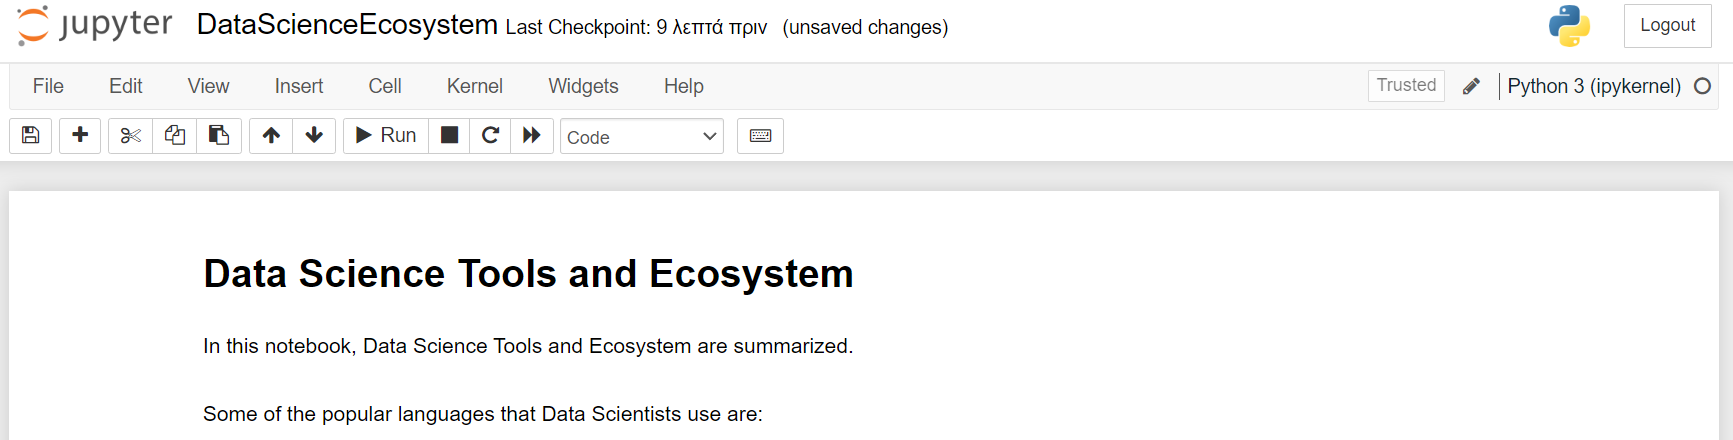 jupyter DataScienceEcosystem Last Checkpoint: 9 λεπτά πριν (unsaved changes) Logout
File Edit View Insert Cell Kernel Widgets Help Trusted Python 3 (ipykernel)
Run Code
Data Science Tools and Ecosystem
In this notebook, Data Science Tools and Ecosystem are summarized.
Some of the popular languages that Data Scientists use are: